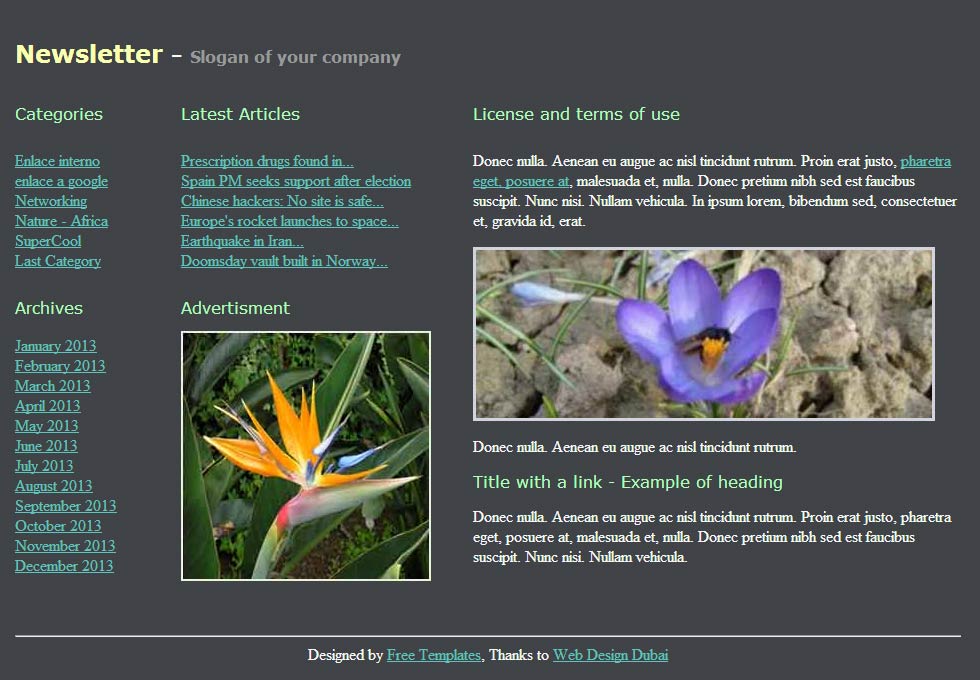 Newsletter - Slogan of your company
Categories
Enlace interno
enlace a google
Networking
Nature - Africa
SuperCool
Last Category
Archives
January 2013
February 2013
March 2013
April 2013
May 2013
June 2013
July 2013
August 2013
September 2013
October 2013
November 2013
December 2013
Latest Articles
Prescription drugs found in...
Spain PM seeks support after election
Chinese hackers: No site is safe...
Europe's rocket launches to space...
Earthquake in Iran...
Doomsday vault built in Norway...
Advertisment
License and terms of use
Donec nulla. Aenean eu augue ac nisl tincidunt rutrum. Proin erat justo, pharetra
eget, posuere at, malesuada et, nulla. Donec pretium nibh sed est faucibus
suscipit. Nunc nisi. Nullam vehicula. In ipsum lorem, bibendum sed, consectetuer
et, gravida id, erat.
Donec nulla. Aenean eu augue ac nisl tincidunt rutrum.
Title with a link - Example of heading
Donec nulla. Aenean eu augue ac nisl tincidunt rutrum. Proin erat justo, pharetra
eget, posuere at, malesuada et, nulla. Donec pretium nibh sed est faucibus
suscipit. Nunc nisi. Nullam vehicula.
Designed by Free Templates, Thanks to Web Design Dubai